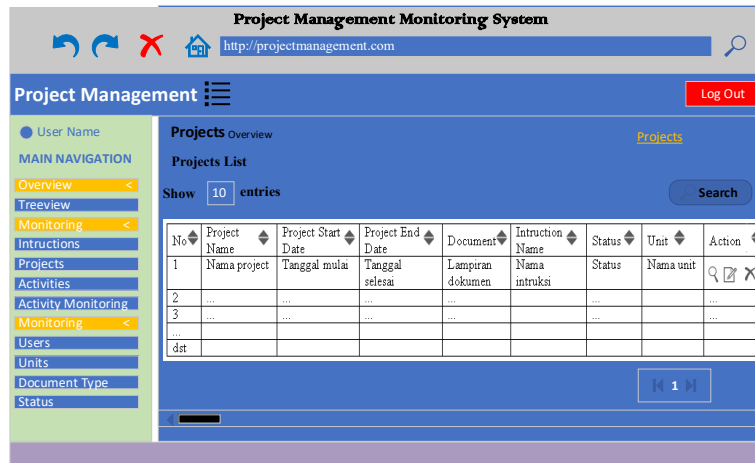 Project Management Monitoring System
http://projectmanagement.com
Project Management
Log Out
User Name
MAIN NAVIGATION
Overview <
Treeview
Monitoring <
Intructions
Projects
Activities
Activity Monitoring
Monitoring <
Users
Units
Document Type
Status
Projects Overview
Projects
Projects List
Show 10 entries
Search
No Project Name Project Start Date Project End Date Document Intruction Name Status Unit Action
1 Nama project Tanggal mulai Tanggal selesai Lampiran dokumen Nama intruksi Status Nama unit
2 ... ... ... ... ... ...
3 ... ... ... ... ... ...
...
dst
1